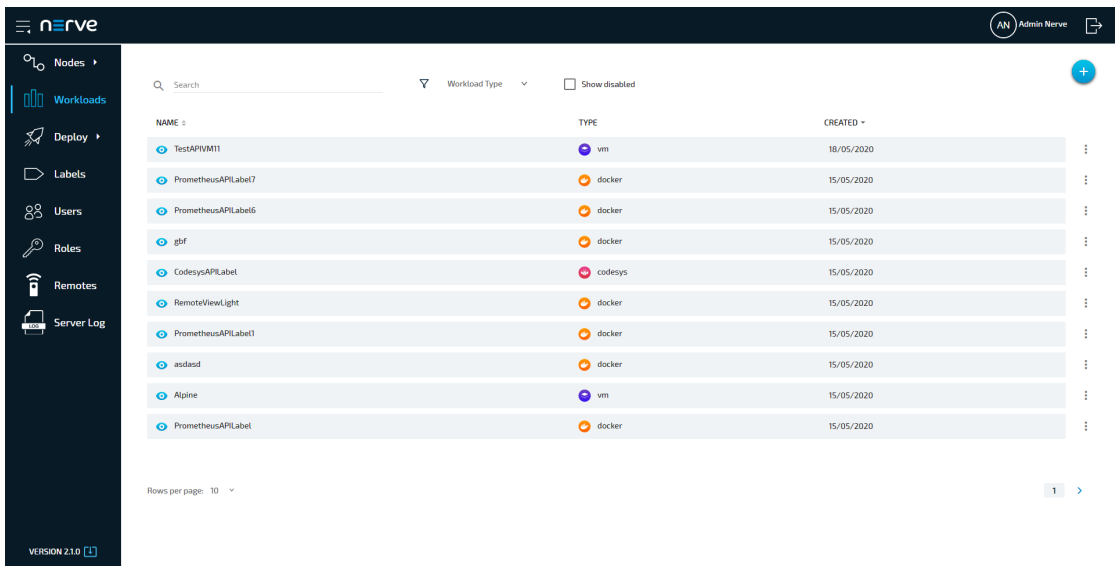 nerve
AN Admin Nerve
Nodes
Workloads
Deploy
Labels
Users
Roles
Remotes
LOG Server Log
VERSION 2.1.0
Search Workload Type Show disabled
+
NAME TYPE CREATED
TestAPIVM11 vm 18/05/2020
PrometheusAPILabel7 docker 15/05/2020
PrometheusAPILabel6 docker 15/05/2020
gbf docker 15/05/2020
CodesysAPILabel codesys 15/05/2020
RemoteViewLight docker 15/05/2020
PrometheusAPILabel1 docker 15/05/2020
asdasd docker 15/05/2020
Alpine vm 15/05/2020
PrometheusAPILabel docker 15/05/2020
Rows per page: 10 1 >